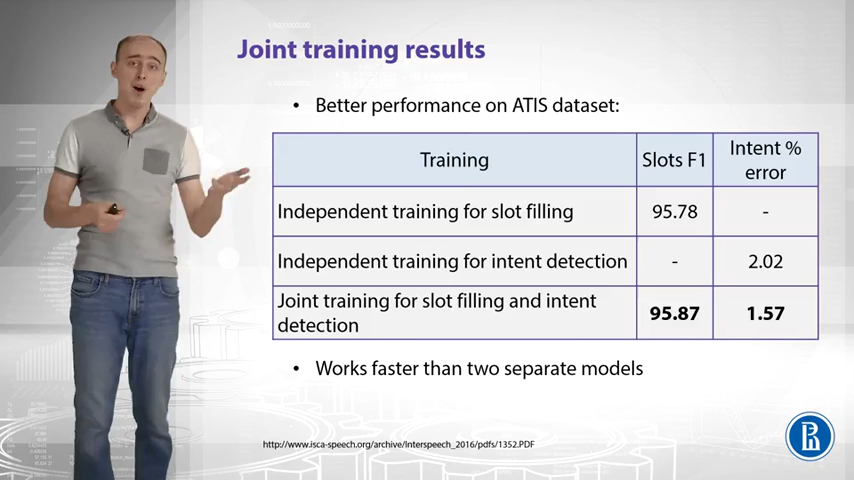 Joint training results
• Better performance on ATIS dataset:
Training Slots F1 Intent % error
Independent training for slot filling 95.78 -
Independent training for intent detection - 2.02
Joint training for slot filling and intent detection 95.87 1.57
• Works faster than two separate models
http://www.isca-speech.org/archive/Interspeech_2016/pdfs/1352.PDF